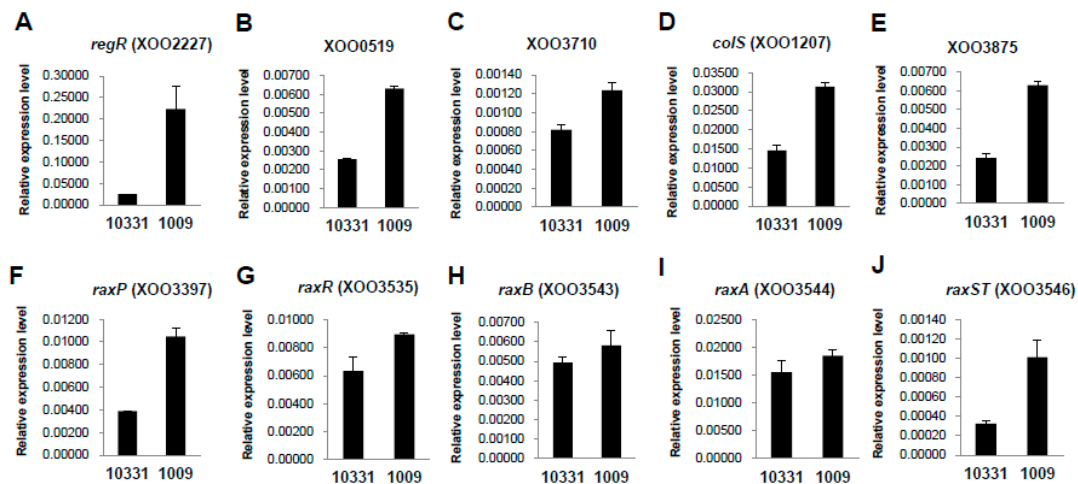 A
regR (XOO2227)
Relative expression level
0.30000
0.25000
0.20000
0.15000
0.10000
0.05000
0.00000
10331 1009
B
XOO0519
Relative expression level
0.00700
0.00600
0.00500
0.00400
0.00300
0.00200
0.00100
0.00000
10331 1009
C
XOO3710
Relative expression level
0.00140
0.00120
0.00100
0.00080
0.00060
0.00040
0.00020
0.00000
10331 1009
D
colS (XOO1207)
Relative expression level
0.03500
0.03000
0.02500
0.02000
0.01500
0.01000
0.00500
0.00000
10331 1009
E
XOO3875
Relative expression level
0.00700
0.00600
0.00500
0.00400
0.00300
0.00200
0.00100
0.00000
10331 1009
F
raxP (XOO3397)
Relative expression level
0.01200
0.01000
0.00800
0.00600
0.00400
0.00200
0.00000
10331 1009
G
raxR (XOO3535)
Relative expression level
0.01000
0.00800
0.00600
0.00400
0.00200
0.00000
10331 1009
H
raxB (XOO3543)
Relative expression level
0.00700
0.00600
0.00500
0.00400
0.00300
0.00200
0.00100
0.00000
10331 1009
I
raxA (XOO3544)
Relative expression level
0.02500
0.02000
0.01500
0.01000
0.00500
0.00000
10331 1009
J
raxST (XOO3546)
Relative expression level
0.00140
0.00120
0.00100
0.00080
0.00060
0.00040
0.00020
0.00000
10331 1009